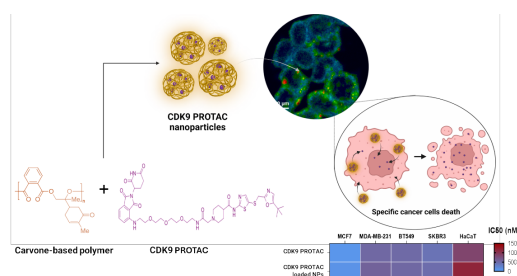 CDK9 PROTAC
nanoparticles
Specific cancer cells death
Carvone-based polymer
+
CDK9 PROTAC
MCF7 MDA-MB-231 BT549 SKBR3 HaCaT
IC50 (nM
CDK9 PROTAC
CDK9 PROTAC
loaded NPs
150
100
50
0